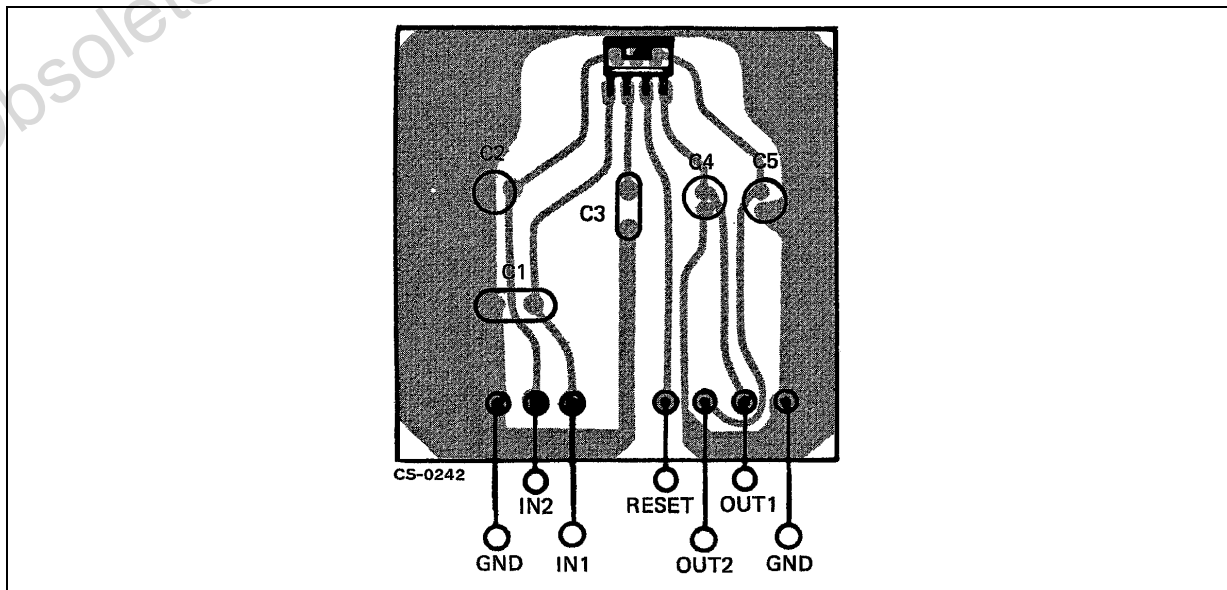 C2
C4
C5
C3
C1
CS-0242
IN2
RESET
OUT1
GND
IN1
OUT2
GND